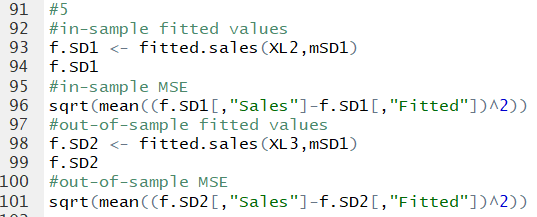 91 #5
92 #in-sample fitted values
93 f.SD1 <- fitted.sales(XL2,mSD1)
94 f.SD1
95 #in-sample MSE
96 sqrt(mean((f.SD1[,"Sales"]-f.SD1[,"Fitted"])^2))
97 #out-of-sample fitted values
98 f.SD2 <- fitted.sales(XL3,mSD1)
99 f.SD2
100 #out-of-sample MSE
101 sqrt(mean((f.SD2[,"Sales"]-f.SD2[,"Fitted"])^2))